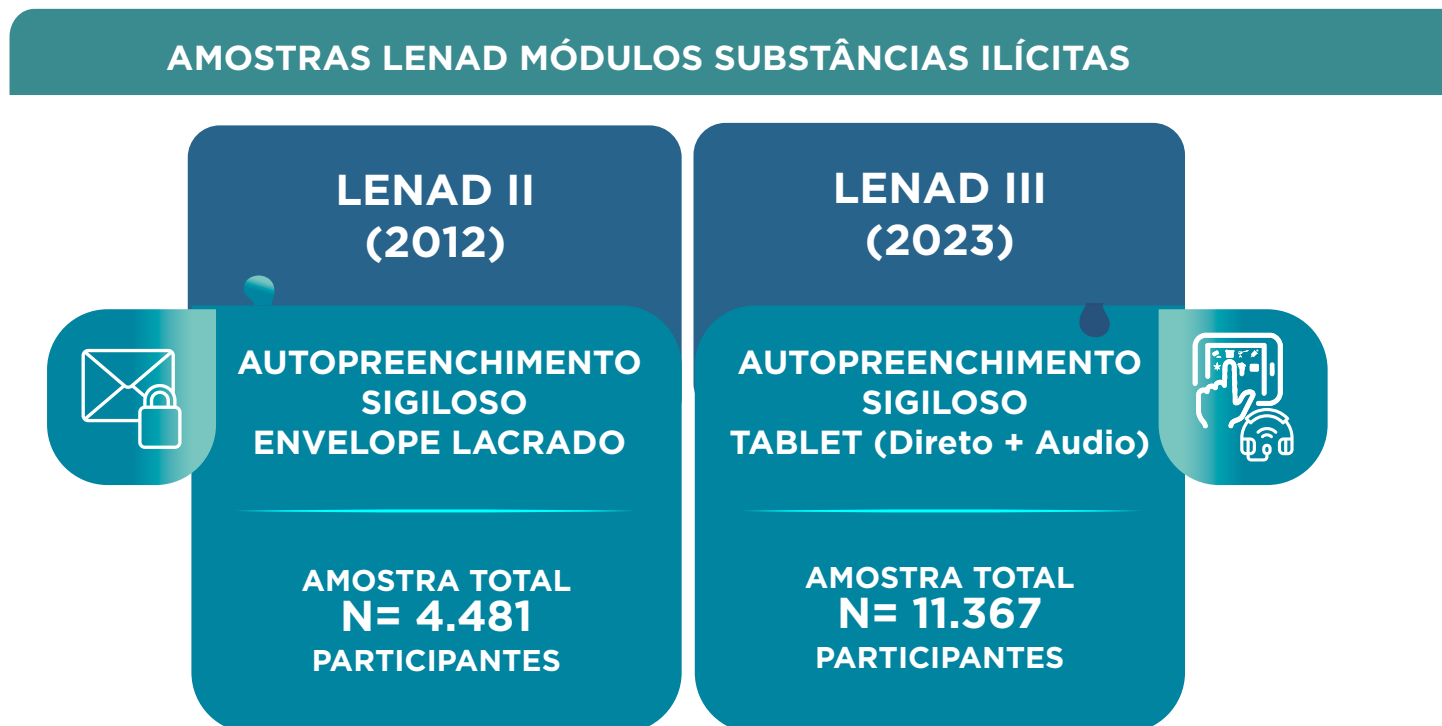 AMOSTRAS LENAD MÓDULOS SUBSTÂNCIAS ILÍCITAS
LENAD II
(2012)
AUTOPREENCHIMENTO
SIGILOSO
ENVELOPE LACRADO
AMOSTRA TOTAL
N= 4.481
PARTICIPANTES
LENAD III
(2023)
AUTOPREENCHIMENTO
SIGILOSO
TABLET (Direto + Audio)
AMOSTRA TOTAL
N= 11.367
PARTICIPANTES